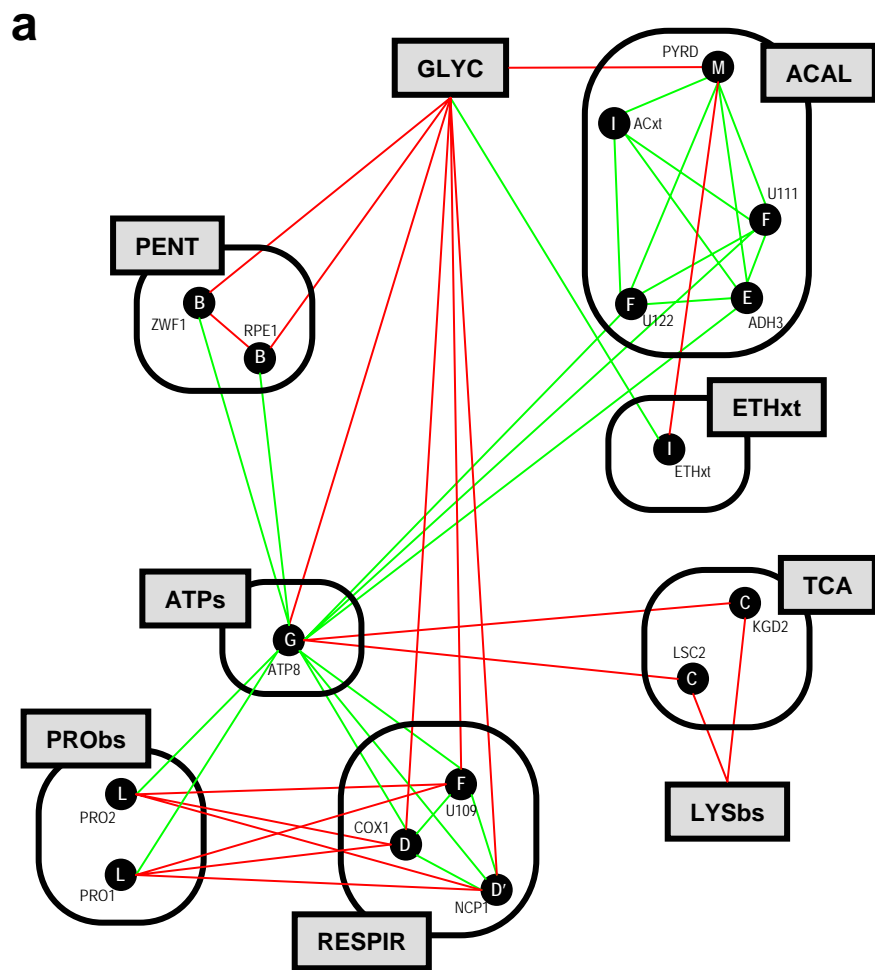 a
GLYC
PYRD
M
ACAL
I
ACxt
U111
F
PENT
B
ZWF1
RPE1
B
F
U122
E
ADH3
ETHxt
I
ETHxt
ATPs
G
ATP8
TCA
C
KGD2
LSC2
C
PRObs
L
PRO2
F
U109
COX1
D
LYSbs
L
PRO1
D'
NCP1
RESPIR